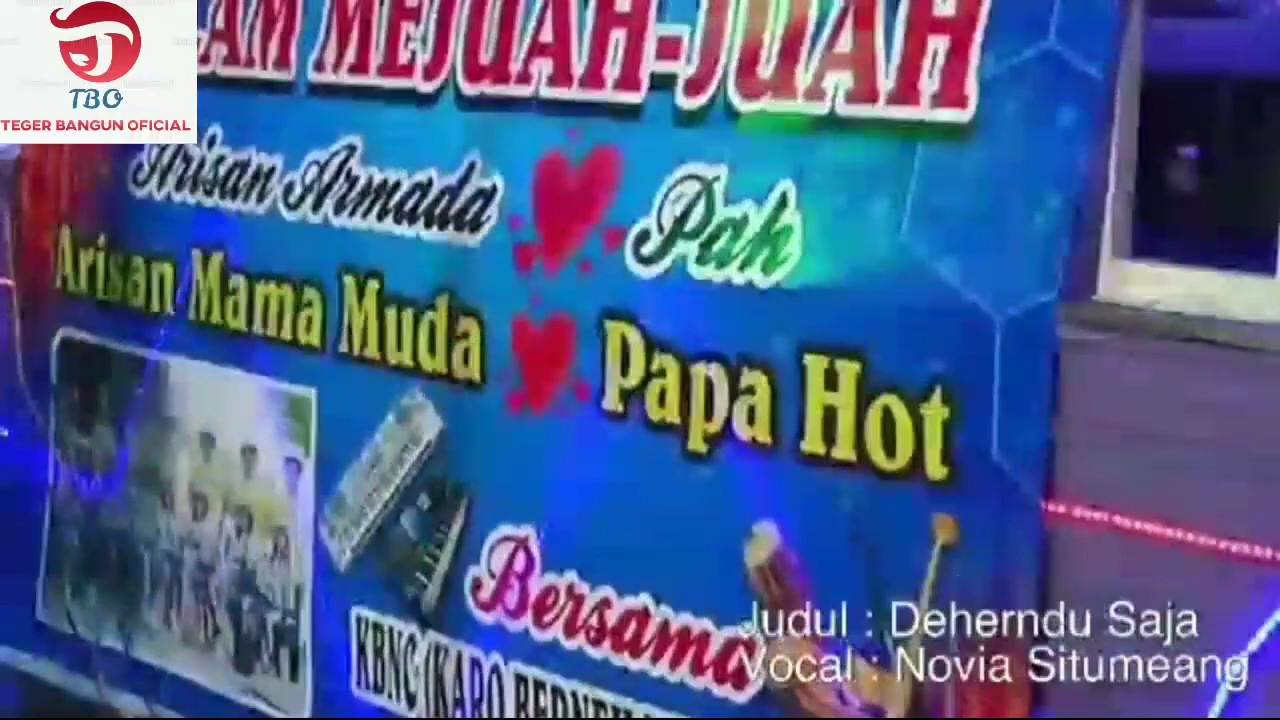 TBO
TEGER BANGUN OFICIAL
MEJUAH-JUAH
Arisan Armada Pah
Arisan Mama Muda Papa Hot
Bersama
KBNC (KARO
Judul : Deherndu Saja
Vocal : Novia Situmeang